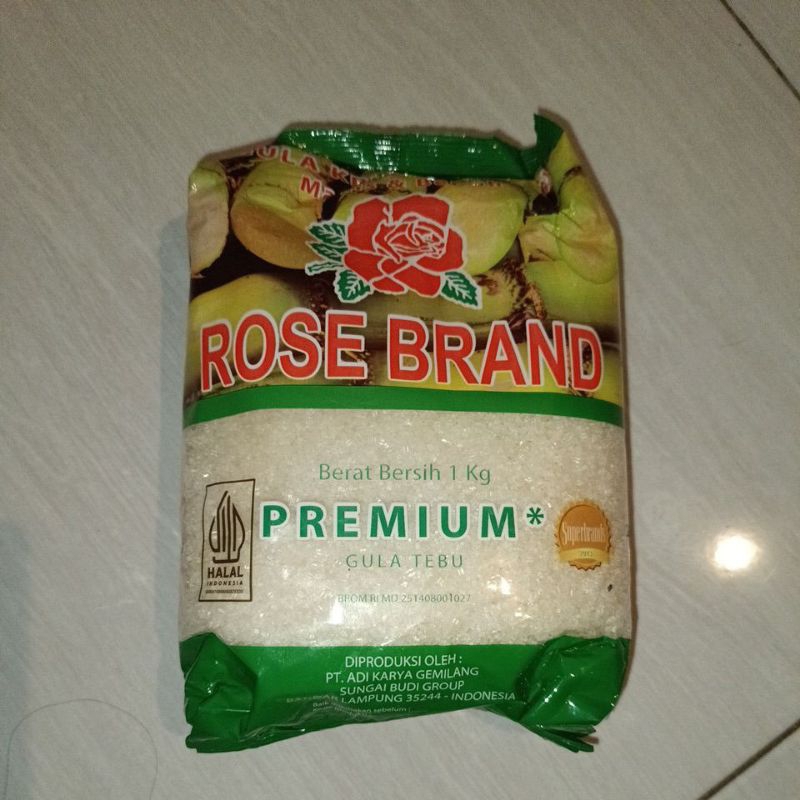 ROSE BRAND
Berat Bersih 1 Kg
PREMIUM*
GULA TEBU
HALAL
INDONESIA
Superbrands
BPOM RI MD 251408001027
DIPRODUKSI OLEH :
PT. ADI KARYA GEMILANG
SUNGAI BUDI GROUP
LAMPUNG 35244 - INDONESIA
sebelum :